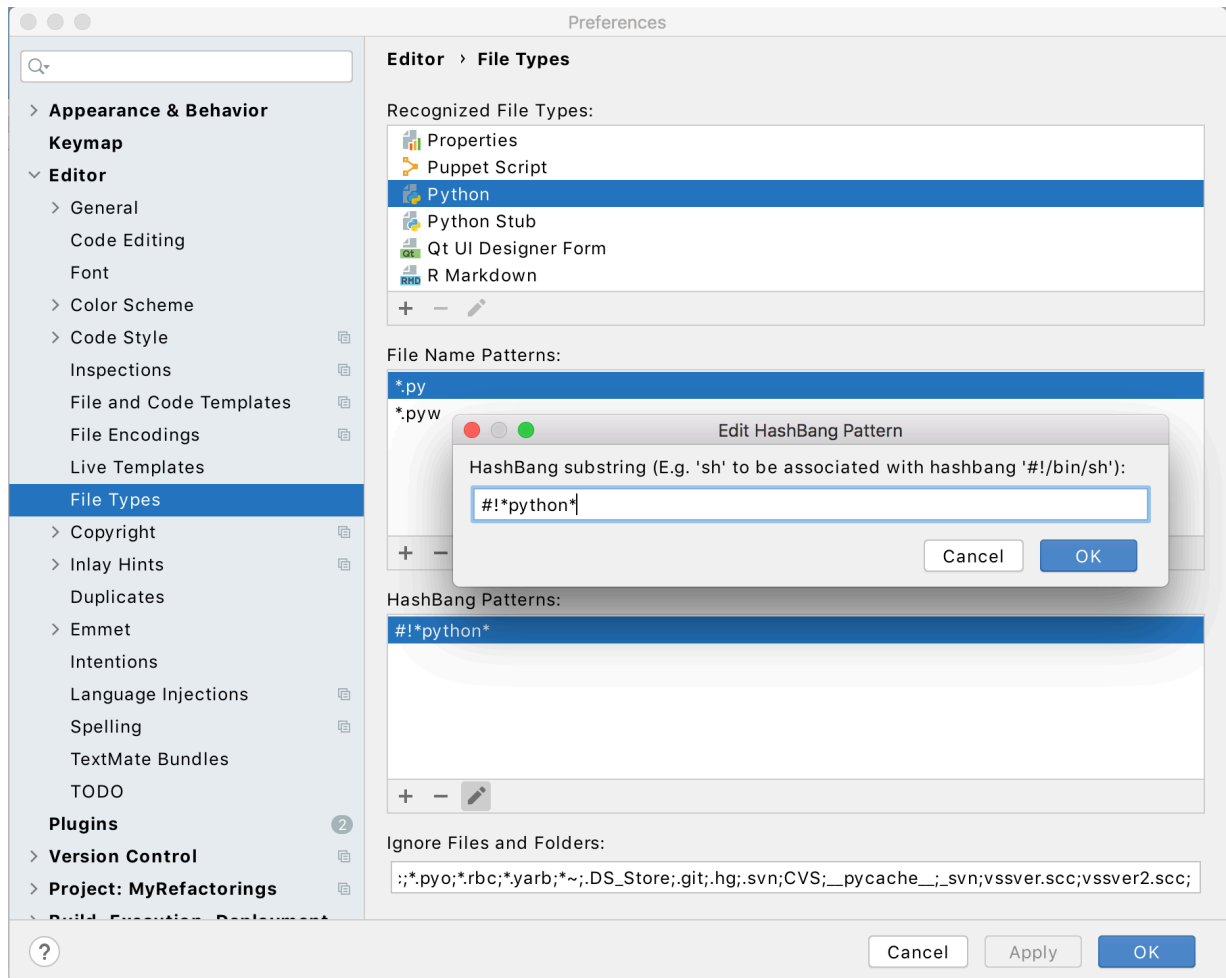 Preferences
Appearance & Behavior
Keymap
Editor
General
Code Editing
Font
Color Scheme
Code Style
Inspections
File and Code Templates
File Encodings
Live Templates
File Types
Copyright
Inlay Hints
Duplicates
Emmet
Intentions
Language Injections
Spelling
TextMate Bundles
TODO
Plugins 2
Version Control
Project: MyRefactorings
Build, Execution, Deployment
Editor › File Types
Recognized File Types:
Properties
Puppet Script
Python
Python Stub
Qt Qt UI Designer Form
RMD R Markdown
File Name Patterns:
*.py
*.pyw
Edit HashBang Pattern
HashBang substring (E.g. 'sh' to be associated with hashbang '#!/bin/sh'):
#!*python*
Cancel OK
HashBang Patterns:
#!*python*
Ignore Files and Folders:
;*.pyo;*.rbc;*.yarb;*~;.DS_Store;.git;.hg;.svn;CVS;__pycache__;_svn;vssver.scc;vssver2.scc;
? Cancel Apply OK